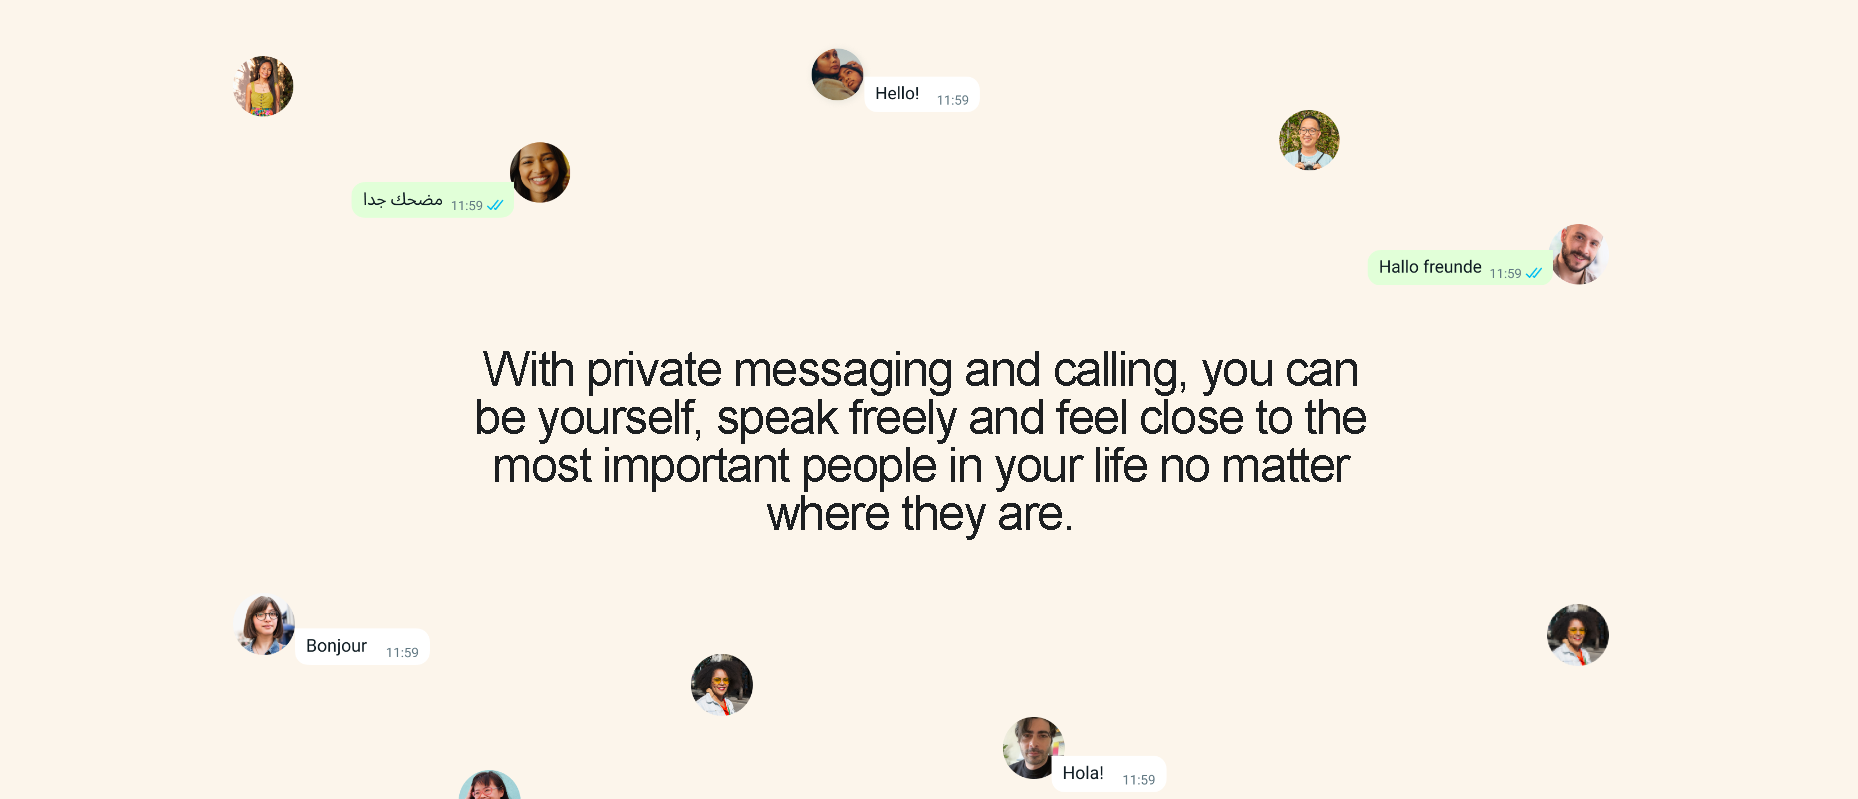 Hello! 11:59
مضحك جدا 11:59
Hallo freunde 11:59
With private messaging and calling, you can
be yourself, speak freely and feel close to the
most important people in your life no matter
where they are.
Bonjour 11:59
Hola! 11:59